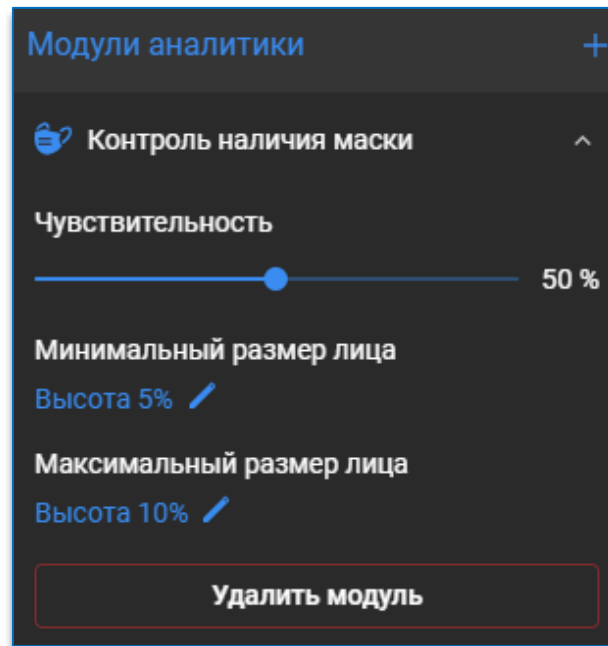 Модули аналитики +
Контроль наличия маски
Чувствительность
50 %
Минимальный размер лица
Высота 5%
Максимальный размер лица
Высота 10%
Удалить модуль